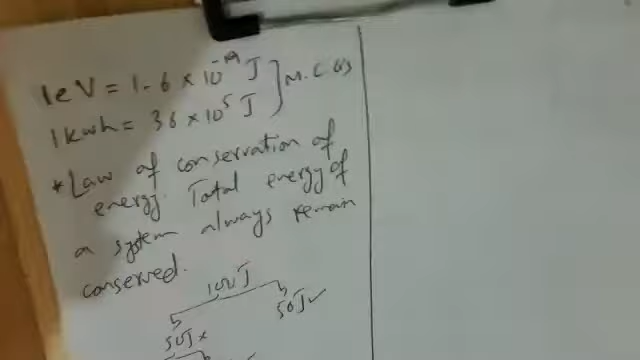 1eV = 1.6 × 10⁻¹⁹ J
1kwh = 36 × 10⁵ J ] M.C Qs
*Law of conservation of
energy. Total energy of
a system always remain
conserved.
100J
50J× 50J✓